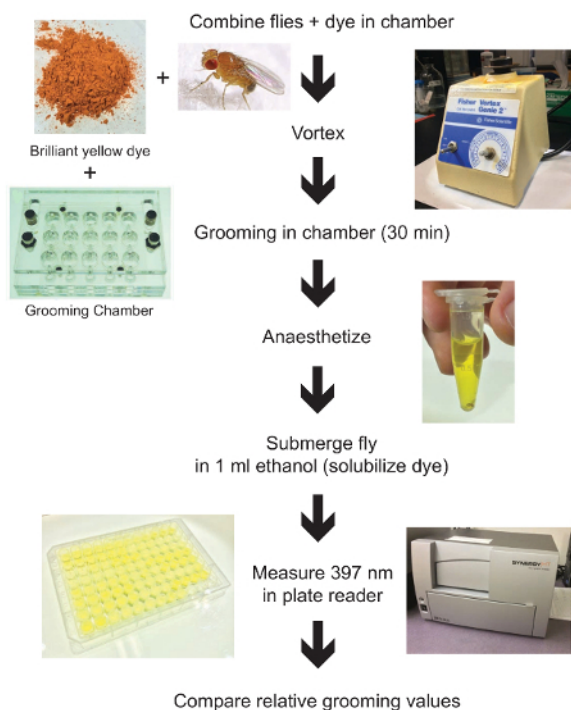 Combine flies + dye in chamber
+
Brilliant yellow dye
+
Grooming Chamber
Vortex
Fisher Vortex
Genie 2
Grooming in chamber (30 min)
Anaesthetize
Submerge fly
in 1 ml ethanol (solubilize dye)
Measure 397 nm
in plate reader
SYNERGY
Compare relative grooming values